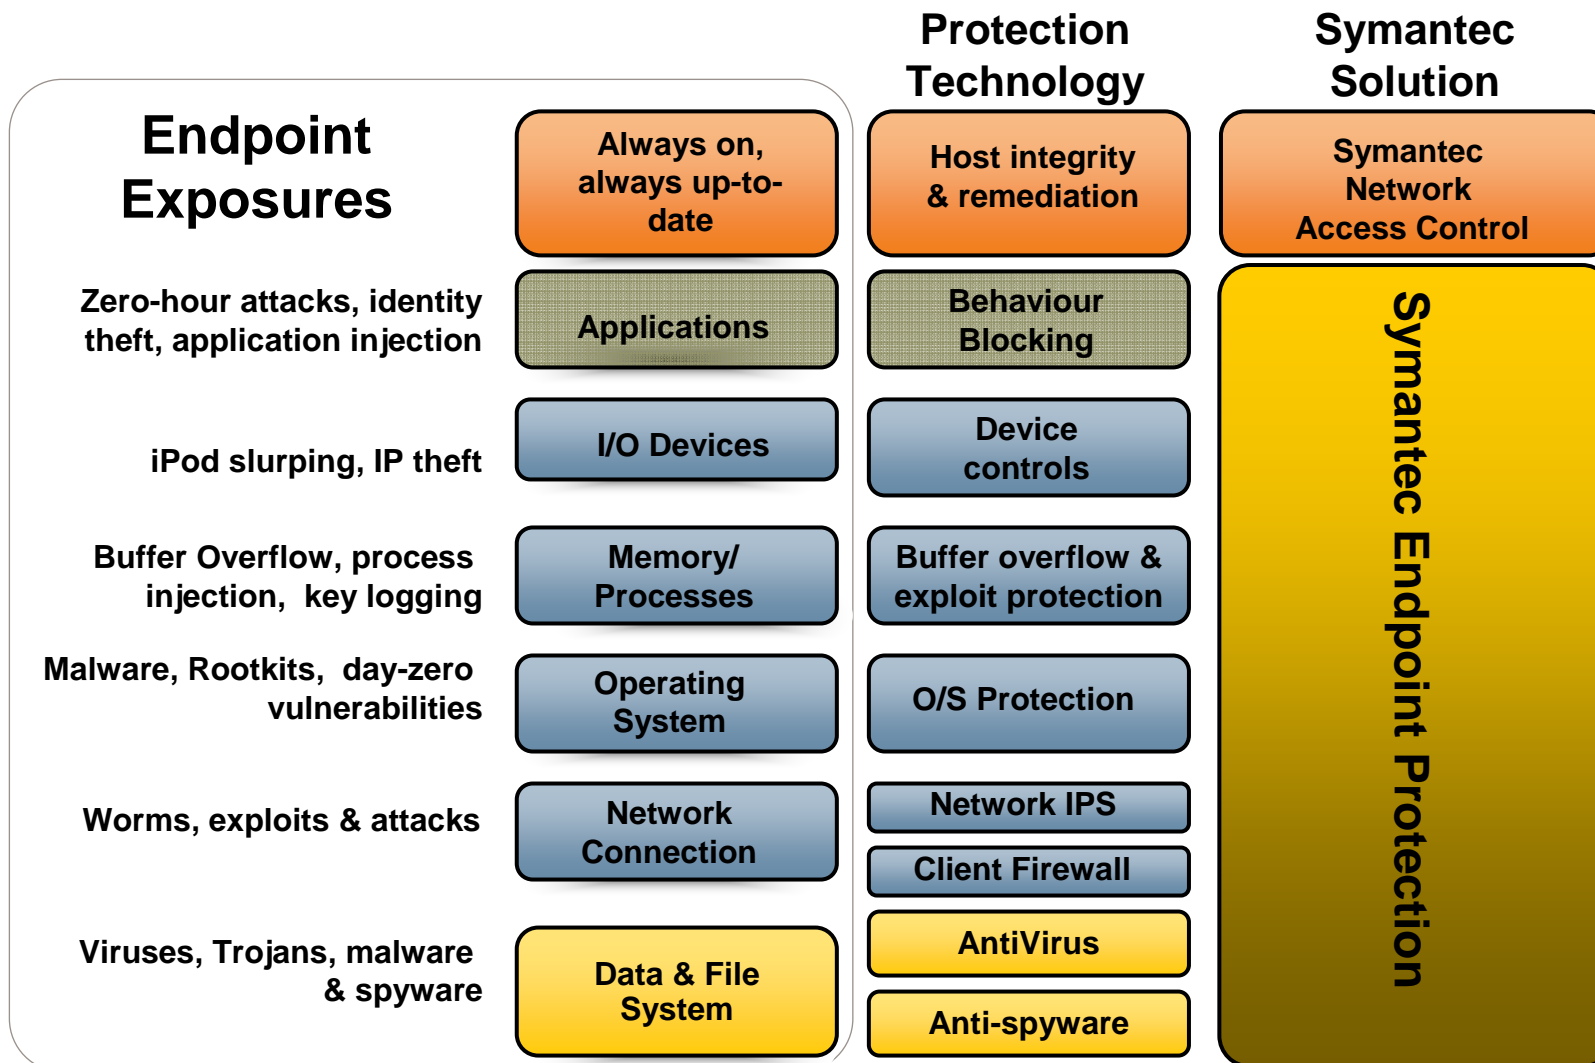 Protection
Technology
Symantec
Solution
Endpoint
Exposures
Always on,
always up-to-
date
Host integrity
& remediation
Symantec
Network
Access Control
Zero-hour attacks, identity
theft, application injection
Applications
Behaviour
Blocking
iPod slurping, IP theft
I/O Devices
Device
controls
Buffer Overflow, process
injection, key logging
Memory/
Processes
Buffer overflow &
exploit protection
Malware, Rootkits, day-zero
vulnerabilities
Operating
System
O/S Protection
Worms, exploits & attacks
Network
Connection
Network IPS
Client Firewall
Viruses, Trojans, malware
& spyware
Data & File
System
AntiVirus
Anti-spyware
Symantec Endpoint Protection